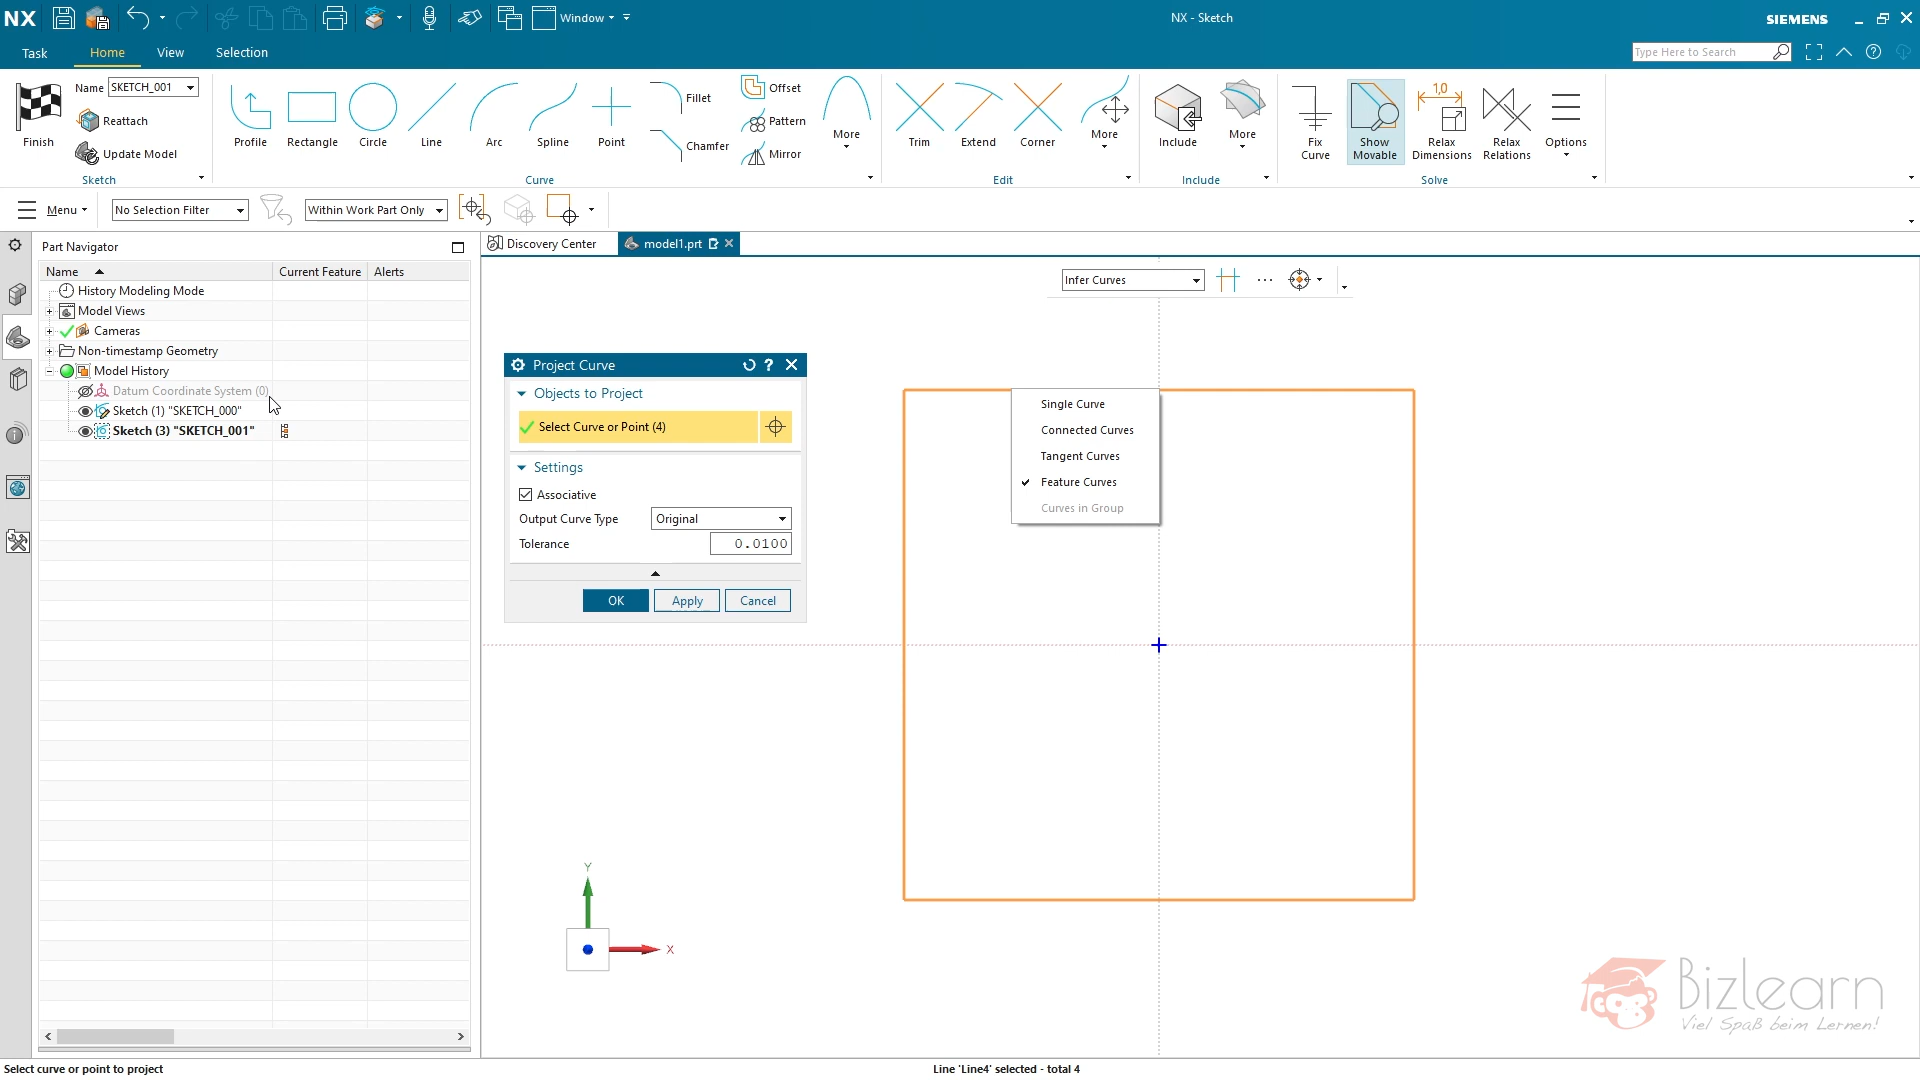 NX
Window
NX - Sketch
SIEMENS
Task
Home
View
Selection
Type Here to Search
Finish
Name
SKETCH_001
Reattach
Update Model
Sketch
Profile
Rectangle
Circle
Line
Arc
Spline
Point
Fillet
Chamfer
Offset
Pattern
Mirror
More
Curve
Trim
Extend
Corner
More
Edit
Include
More
Include
Fix
Curve
Show
Movable
1,0
Relax
Dimensions
Relax
Relations
Options
Solve
Menu
No Selection Filter
Within Work Part Only
Part Navigator
Discovery Center
model1.prt
Name
Current Feature
Alerts
History Modeling Mode
Model Views
Cameras
Non-timestamp Geometry
Model History
Datum Coordinate System (0)
Sketch (1) "SKETCH_000"
Sketch (3) "SKETCH_001"
Infer Curves
Project Curve
Objects to Project
Select Curve or Point (4)
Settings
Associative
Output Curve Type
Original
Tolerance
0.0100
OK
Apply
Cancel
Single Curve
Connected Curves
Tangent Curves
Feature Curves
Curves in Group
Y
X
Bizlearn
Viel Spaß beim Lernen!
Select curve or point to project
Line 'Line4' selected - total 4